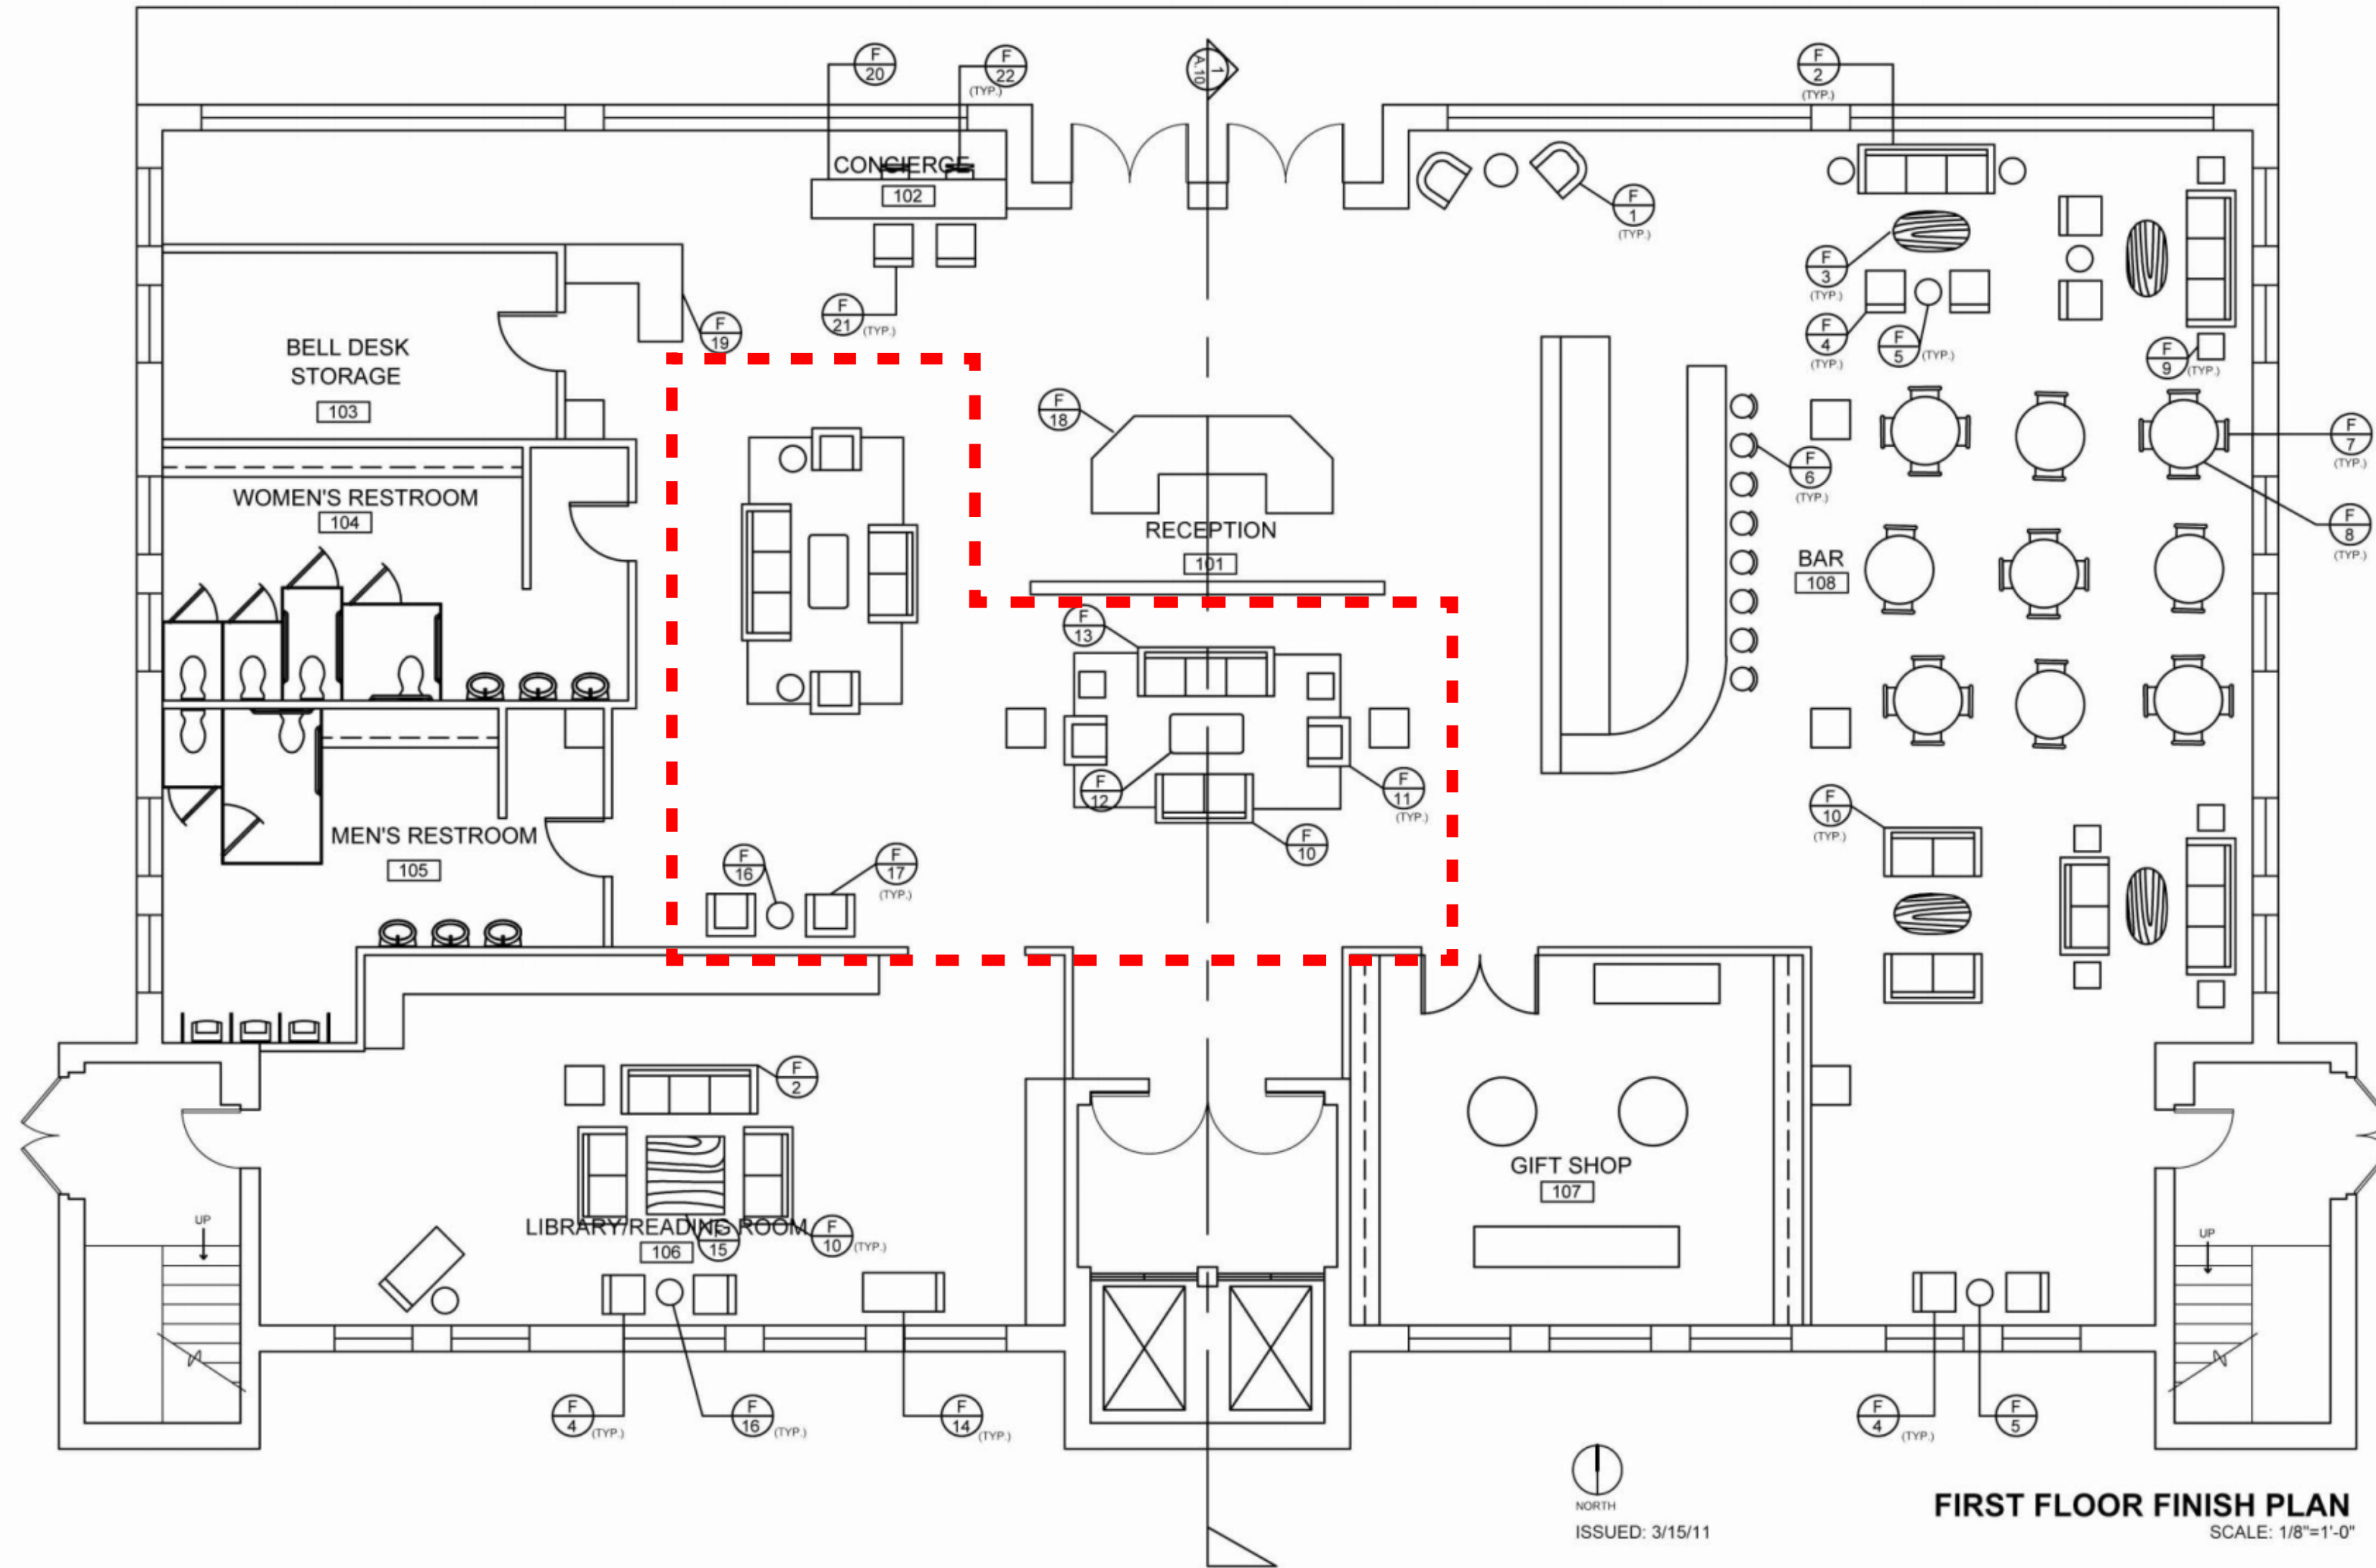 F
20
F
22
(TYP.)
1
A.10
F
2
(TYP.)
CONCIERGE
102
F
1
(TYP.)
F
3
(TYP.)
F
21
(TYP.)
F
19
F
4
(TYP.)
F
5
(TYP.)
F
9
(TYP.)
BELL DESK
STORAGE
103
F
18
F
7
(TYP.)
F
6
(TYP.)
WOMEN'S RESTROOM
104
F
8
(TYP.)
RECEPTION
101
BAR
108
F
13
F
12
F
11
(TYP.)
F
10
(TYP.)
MEN'S RESTROOM
105
F
10
F
16
F
17
(TYP.)
F
2
GIFT SHOP
107
LIBRARY/READING ROOM
106
F
15
F
10
(TYP.)
UP
UP
F
4
(TYP.)
F
16
(TYP.)
F
14
(TYP.)
F
4
(TYP.)
F
5
NORTH
ISSUED: 3/15/11
FIRST FLOOR FINISH PLAN
SCALE: 1/8"=1'-0"